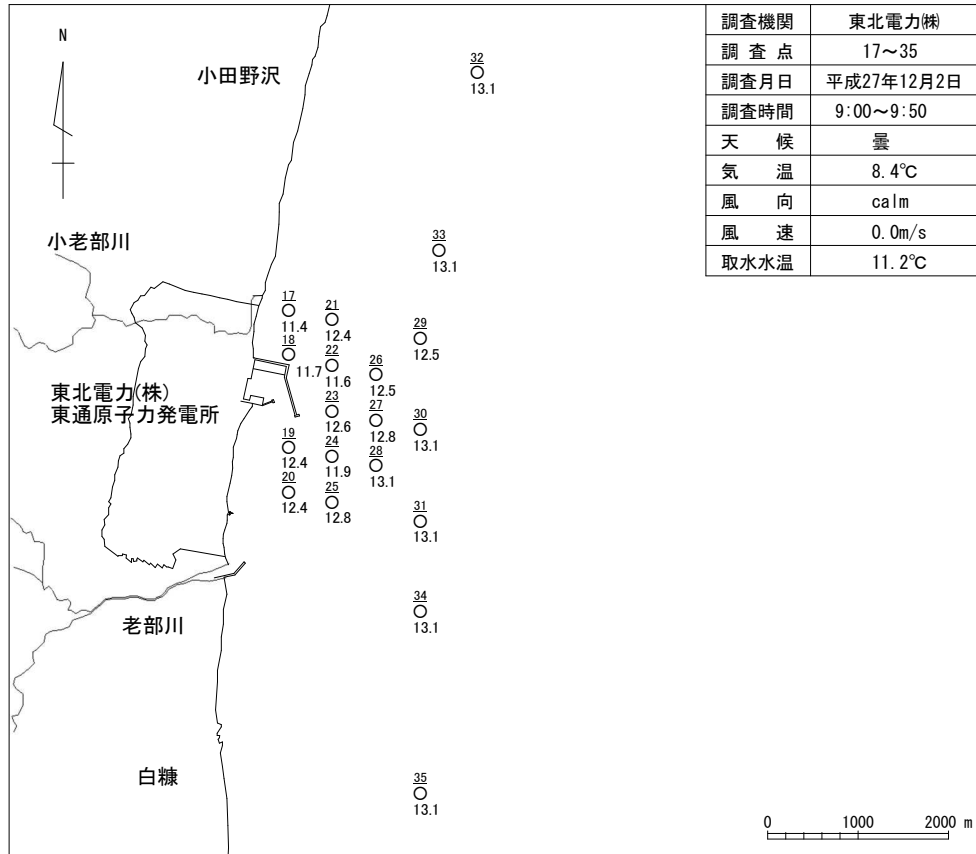 調査機関 東北電力㈱
調査点 17～35
調査月日 平成27年12月2日
調査時間 9:00～9:50
天候 曇
気温 8.4℃
風向 calm
風速 0.0m/s
取水水温 11.2℃
N
小田野沢
32
13.1
小老部川
33
13.1
17
11.4
21
12.4
29
12.5
18
11.7
22
11.6
26
12.5
東北電力(株)
東通原子力発電所
23
12.6
27
12.8
30
13.1
19
12.4
24
11.9
28
13.1
20
12.4
25
12.8
31
13.1
34
13.1
老部川
白糠
35
13.1
0 1000 2000 m